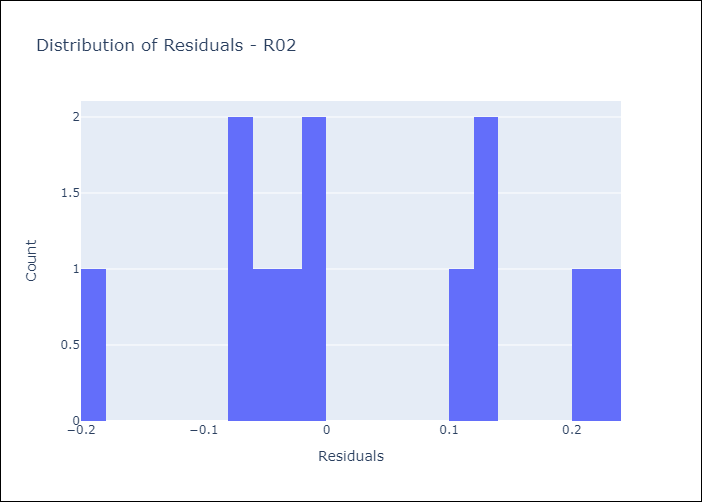 Distribution of Residuals - R02
2
1.5
1
0.5
0
Count
−0.2 −0.1 0 0.1 0.2
Residuals